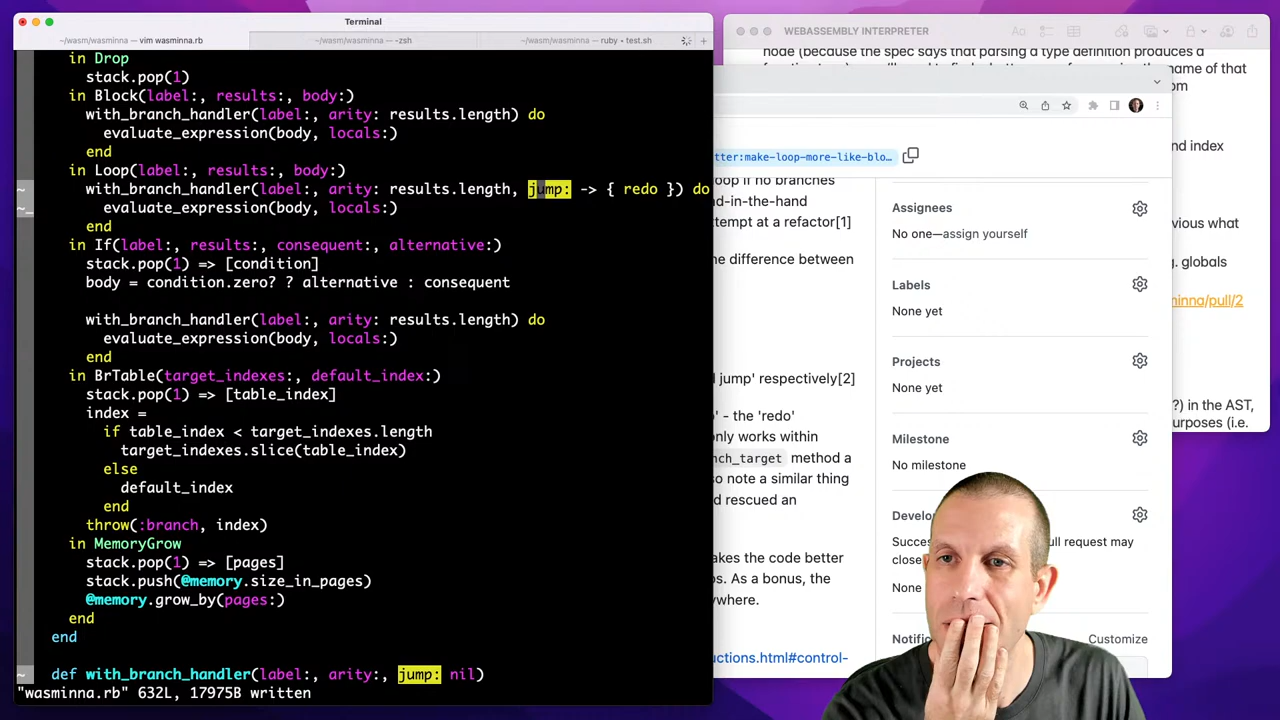 Terminal
~/wasm/wasminna — vim wasminna.rb
~/wasm/wasminna — -zsh
~/wasm/wasminna — ruby • test.sh
in Drop
stack.pop(1)
in Block(label:, results:, body:)
with_branch_handler(label:, arity: results.length) do
evaluate_expression(body, locals:)
end
in Loop(label:, results:, body:)
with_branch_handler(label:, arity: results.length, jump: -> { redo }) do
evaluate_expression(body, locals:)
end
in If(label:, results:, consequent:, alternative:)
stack.pop(1) => [condition]
body = condition.zero? ? alternative : consequent
with_branch_handler(label:, arity: results.length) do
evaluate_expression(body, locals:)
end
in BrTable(target_indexes:, default_index:)
stack.pop(1) => [table_index]
index =
if table_index < target_indexes.length
target_indexes.slice(table_index)
else
default_index
end
throw(:branch, index)
in MemoryGrow
stack.pop(1) => [pages]
stack.push(@memory.size_in_pages)
@memory.grow_by(pages:)
end
end
def with_branch_handler(label:, arity:, jump: nil)
"wasminna.rb" 632L, 17975B written
WEBASSEMBLY INTERPRETER
node (because the spec says that parsing a type definition produces a
name of that
om
nd index
vious what
g. globals
inna/pull/2
?) in the AST,
urposes (i.e.
tter:make-loop-more-like-blo…
oop if no branches
nd-in-the-hand
tempt at a refactor[1]
ne difference between
d jump' respectively[2]
o' - the 'redo'
only works within
nch_target method a
so note a similar thing
d rescued an
akes the code better
os. As a bonus, the
ywhere.
uctions.html#control-
Assignees
No one—assign yourself
Labels
None yet
Projects
None yet
Milestone
No milestone
Develo
Succes
ull request may
close
None
Notific
Customize